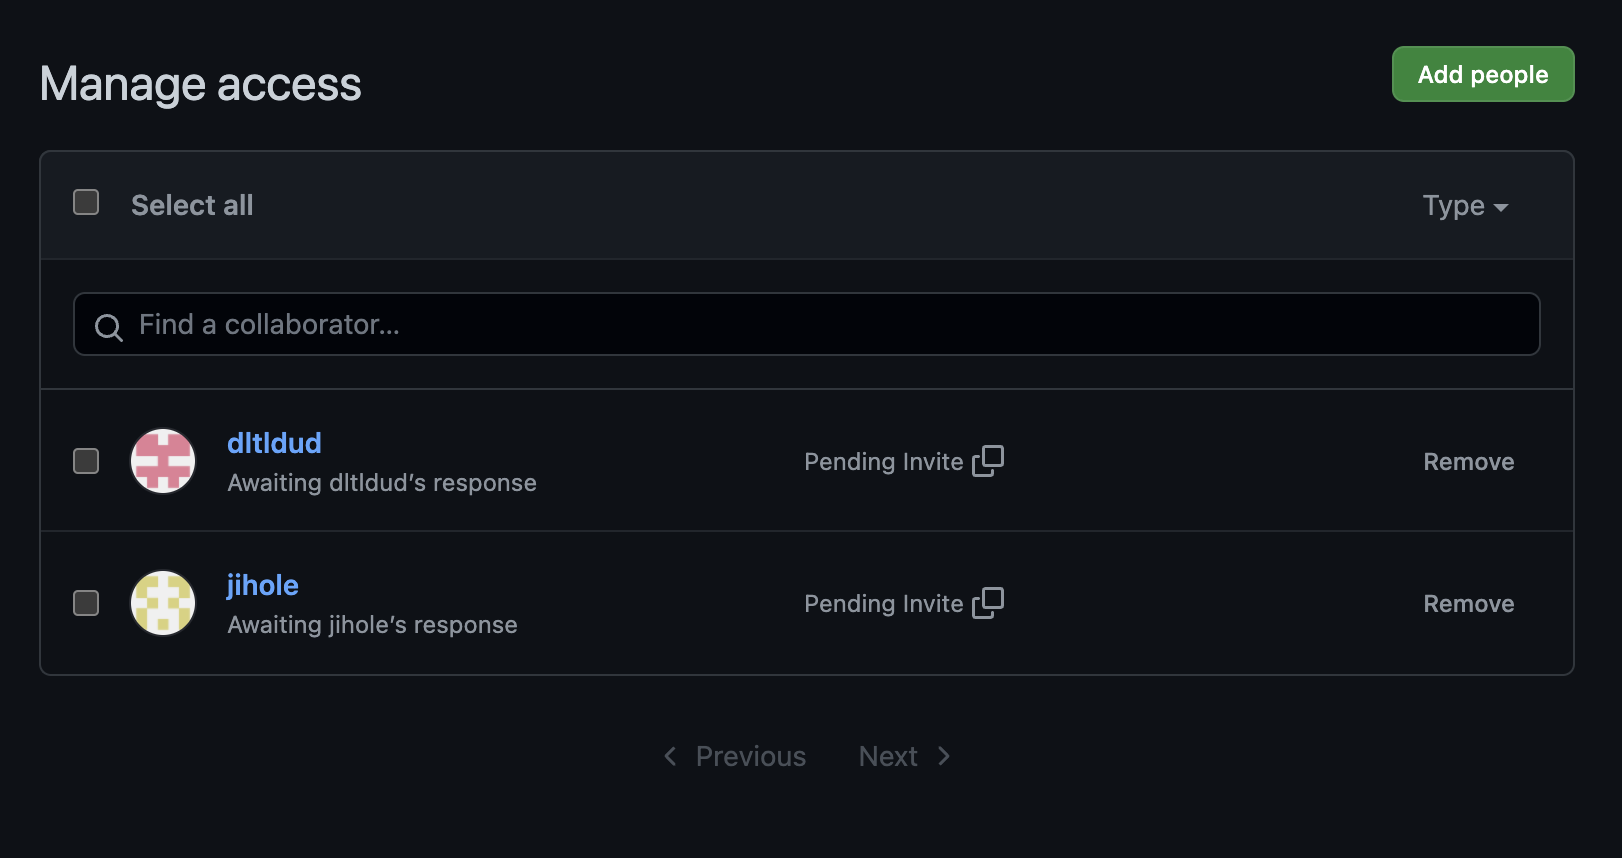 Manage access
Add people
Select all
Type
Find a collaborator...
dltldud
Awaiting dltldud’s response
Pending Invite
Remove
jihole
Awaiting jihole’s response
Pending Invite
Remove
Previous
Next